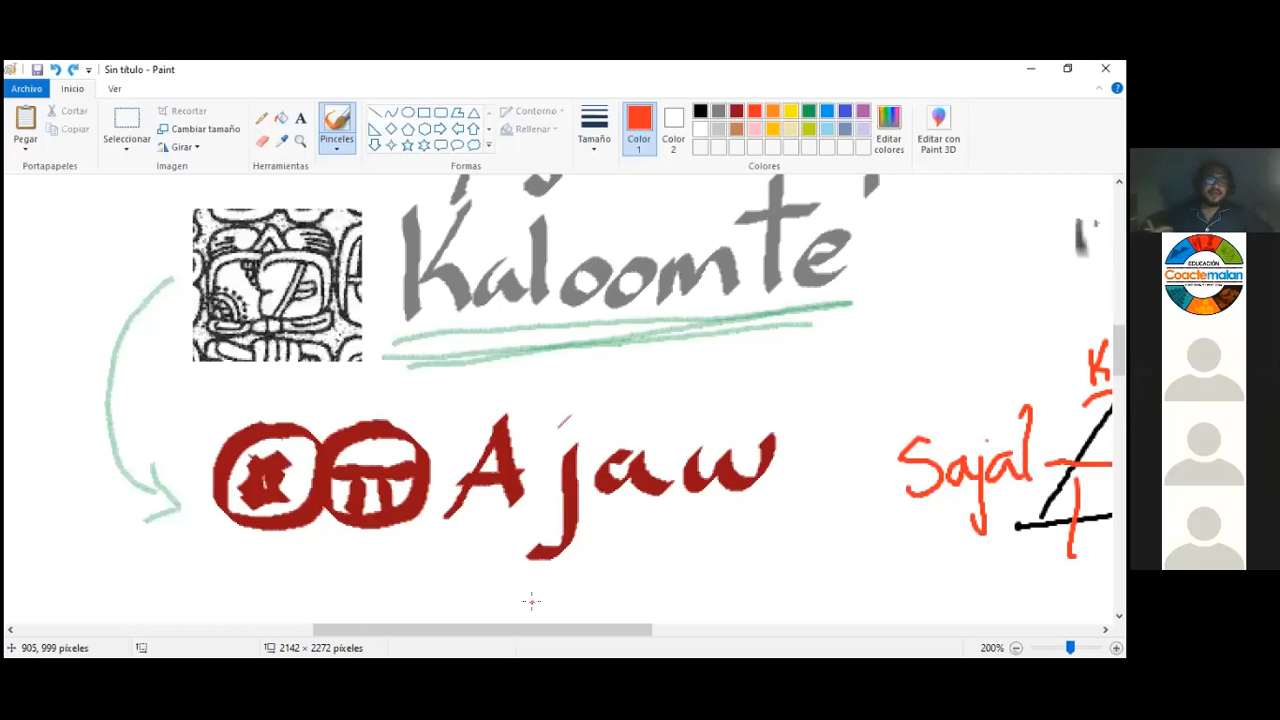 Sin título - Paint
Archivo
Inicio
Ver
Pegar
Cortar
Copiar
Portapapeles
Seleccionar
Recortar
Cambiar tamaño
Girar
Imagen
Herramientas
Pinceles
Contorno
Rellenar
Formas
Tamaño
Color 1
Color 2
Editar colores
Editar con Paint 3D
Colores
Kaloomte'
Ajaw
Sajal
K
EDUCACIÓN
Coactemalan
905, 999 píxeles
2142 × 2272 píxeles
200%